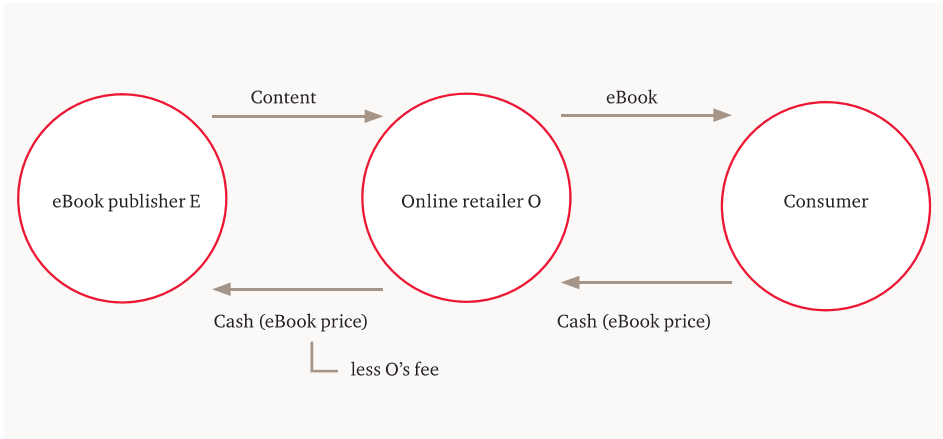 Content
eBook
eBook publisher E
Online retailer O
Consumer
Cash (eBook price)
Cash (eBook price)
less O’s fee